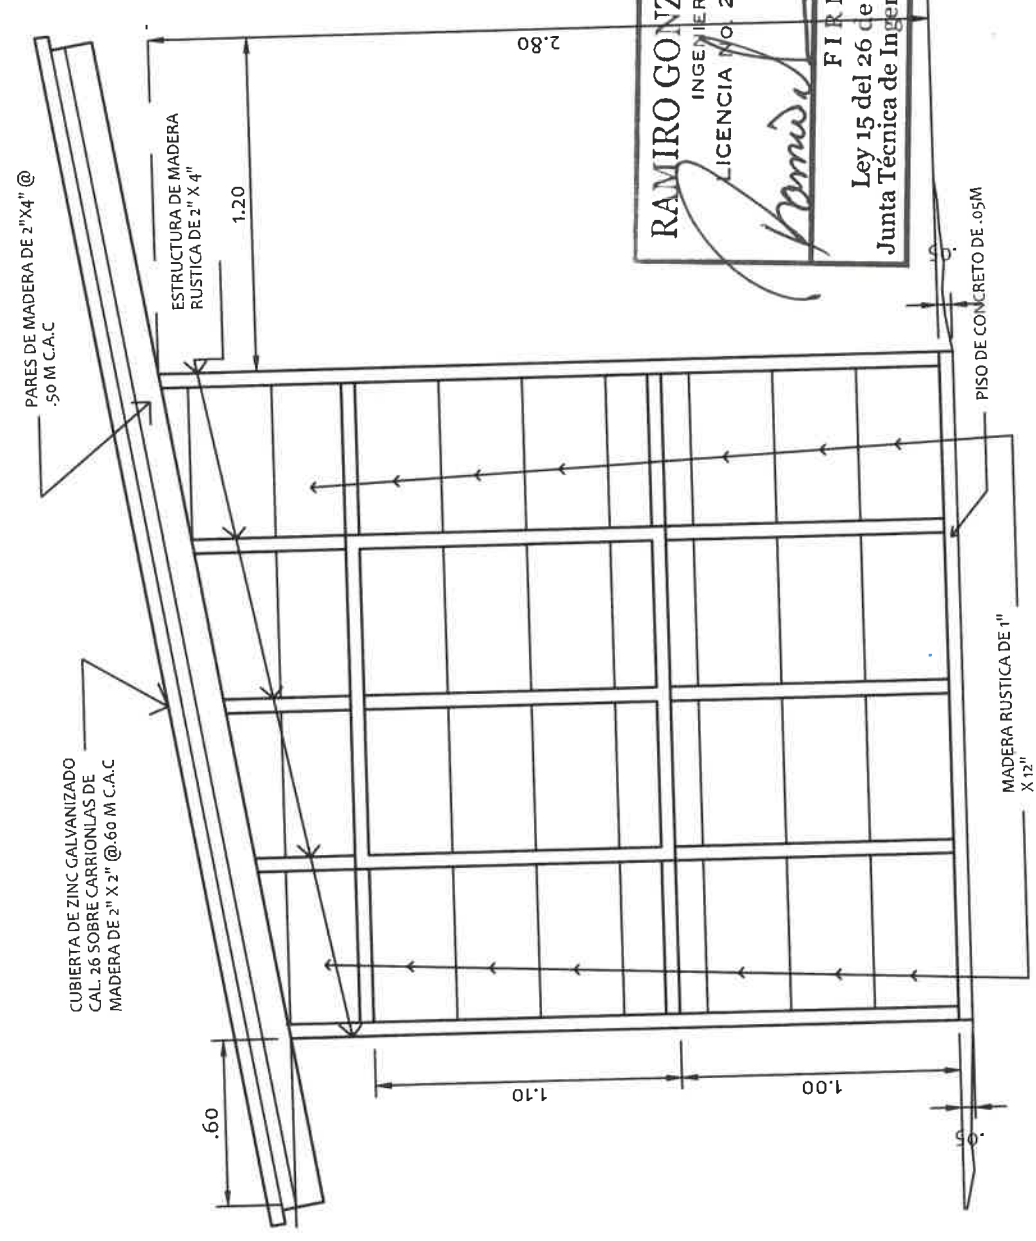 PARES DE MADERA DE 2"X4" @
.50 M C.A.C
CUBIERTA DE ZINC GALVANIZADO
CAL. 26 SOBRE CARRIONLAS DE
MADERA DE 2" X 2" @.60 M C.A.C
ESTRUCTURA DE MADERA
RUSTICA DE 2" X 4"
2.80
1.20
.60
1.10
1.00
.05
.05
PISO DE CONCRETO DE .05M
MADERA RUSTICA DE 1"
X 12"
RAMIRO GONZ
INGENIER
LICENCIA NO. 2
FIR
Ley 15 del 26 de
Junta Técnica de Ingen